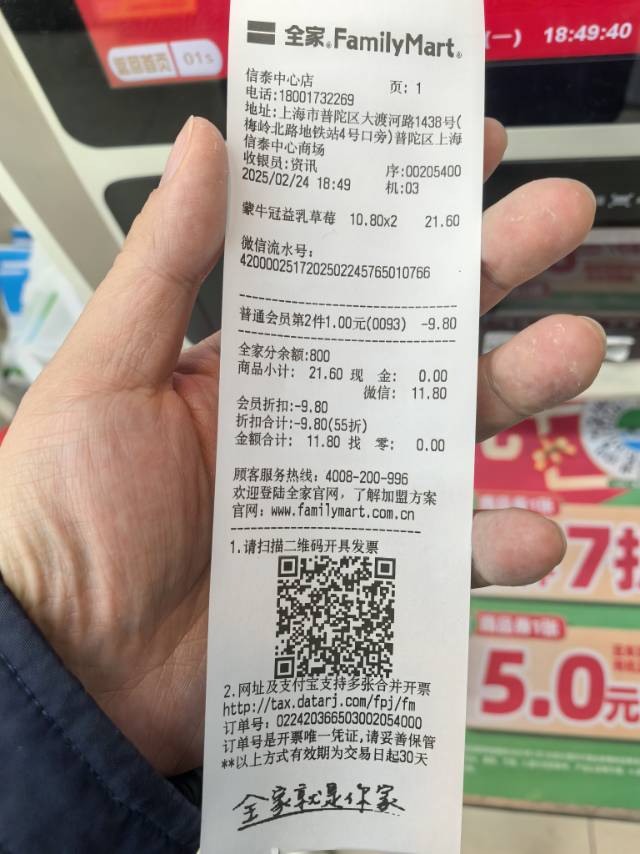 (一) 18:49:40
返回首页 01s
全家 FamilyMart
信泰中心店 页: 1
电话:18001732269
地址:上海市普陀区大渡河路1438号(
梅岭北路地铁站4号口旁)普陀区上海
信泰中心商场
收银员:资讯 序:00205400
2025/02/24 18:49 机:03
蒙牛冠益乳草莓 10.80x2 21.60
微信流水号:
4200002517202502245765010766
普通会员第2件1.00元(0093) -9.80
全家分余额:800
商品小计: 21.60 现 金: 0.00
微信: 11.80
会员折扣:-9.80
折扣合计:-9.80(55折)
金额合计: 11.80 找 零: 0.00
顾客服务热线: 4008-200-996
欢迎登陆全家官网，了解加盟方案
官网: www.familymart.com.cn
1.请扫描二维码开具发票
2.网址及支付宝支持多张合并开票
http://tax.datarj.com/fpj/fm
订单号: 022420366503002054000
订单号是开票唯一凭证,请妥善保管
**以上方式有效期为交易日起30天
全家就是你家
7折
5.0元